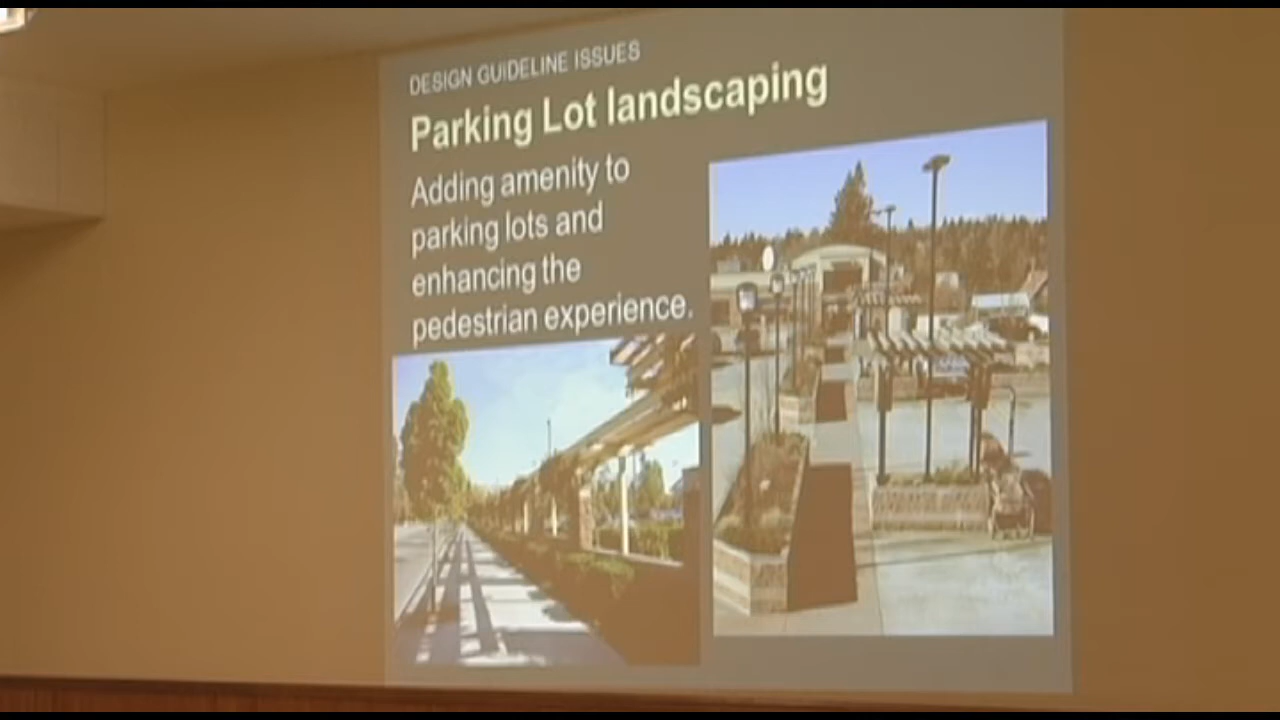 DESIGN GUIDELINE ISSUES
Parking Lot landscaping
Adding amenity to
parking lots and
enhancing the
pedestrian experience.